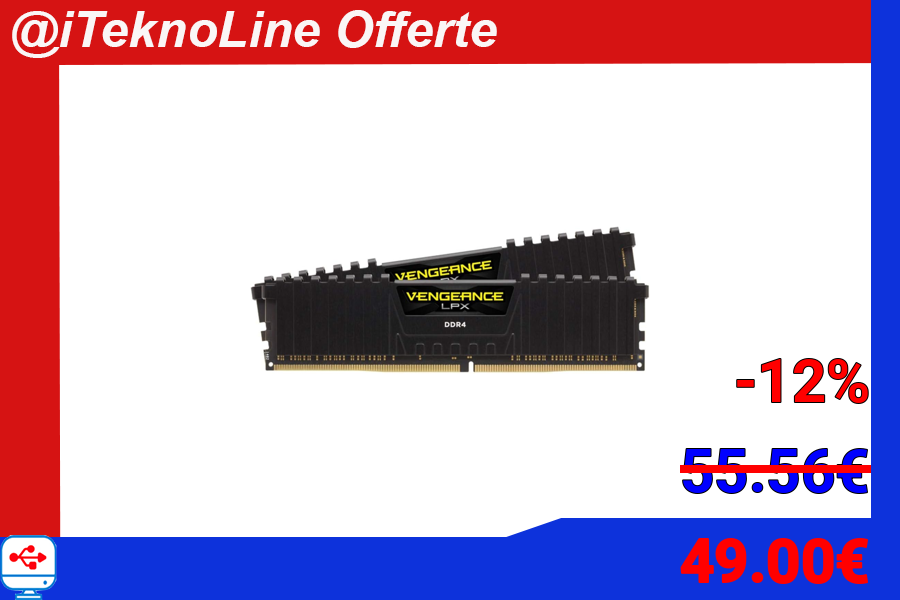 @iTeknoLine Offerte
VENGEANCE
VENGEANCE
LPX
DDR4
-12%
55.56€
49.00€